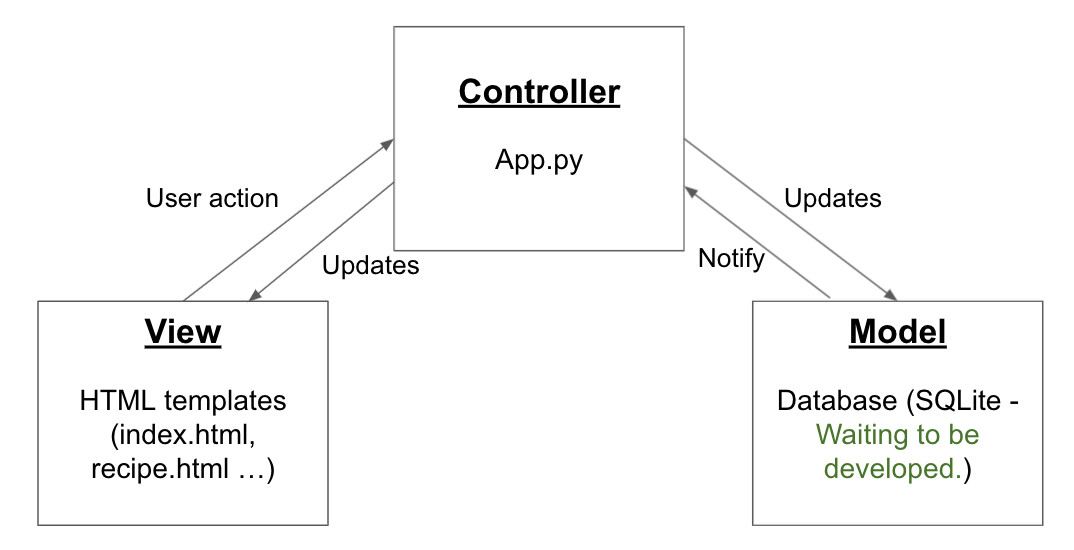 Controller
App.py
User action
Updates
Updates
Notify
View
HTML templates
(index.html,
recipe.html …)
Model
Database (SQLite -
Waiting to be
developed.)